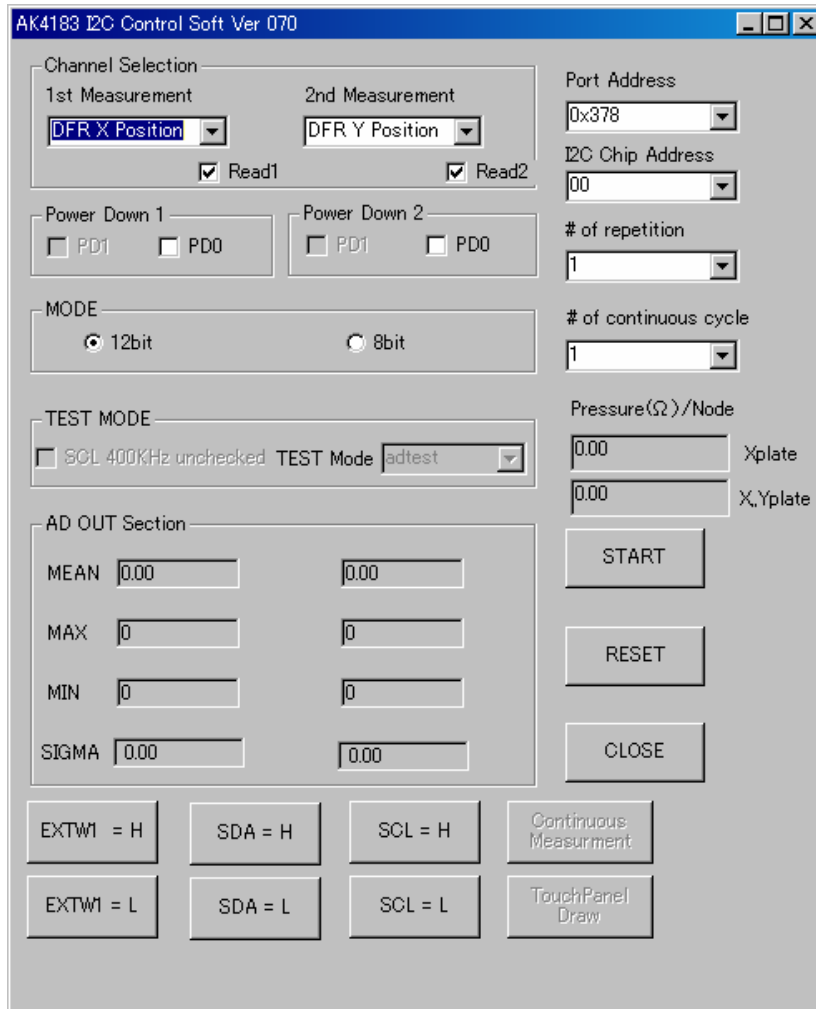 AK4183 I2C Control Soft Ver 070
Channel Selection
1st Measurement
2nd Measurement
DFR X Position
DFR Y Position
Read1
Read2
Power Down 1
PD1
PD0
Power Down 2
PD1
PD0
MODE
12bit
8bit
TEST MODE
SCL 400KHz unchecked
TEST Mode
adtest
AD OUT Section
MEAN
0.00
0.00
MAX
0
0
MIN
0
0
SIGMA
0.00
0.00
Port Address
0x378
I2C Chip Address
00
# of repetition
1
# of continuous cycle
1
Pressure(Ω)/Node
0.00
Xplate
0.00
X,,Yplate
START
RESET
CLOSE
EXTW1 = H
SDA = H
SCL = H
Continuous
Measurment
EXTW1 = L
SDA = L
SCL = L
TouchPanel
Draw